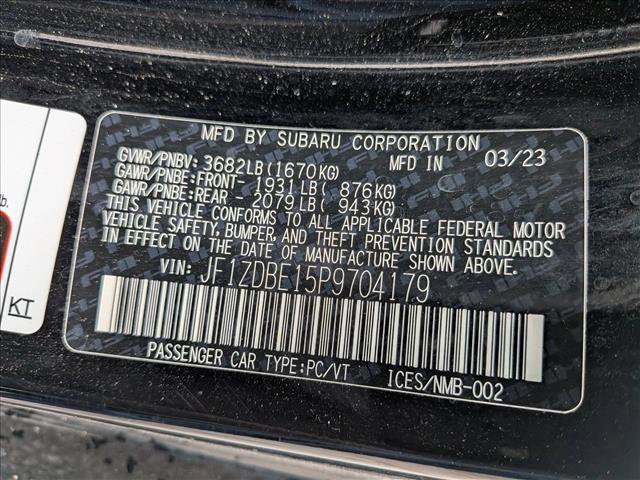 MFD BY SUBARU CORPORATION
GVWR/PNBV: 3682LB(1670KG) MFD IN 03/23
GAWR/PNBE:FRONT- 1931LB( 876KG)
GAWR/PNBE:REAR - 2079LB( 943KG)
THIS VEHICLE CONFORMS TO ALL APPLICABLE FEDERAL MOTOR
VEHICLE SAFETY, BUMPER, AND THEFT PREVENTION STANDARDS
IN EFFECT ON THE DATE OF MANUFACTURE SHOWN ABOVE.
VIN: JF1ZDBE15P9704179
PASSENGER CAR TYPE:PC/VT ICES/NMB-002
lb.
KT